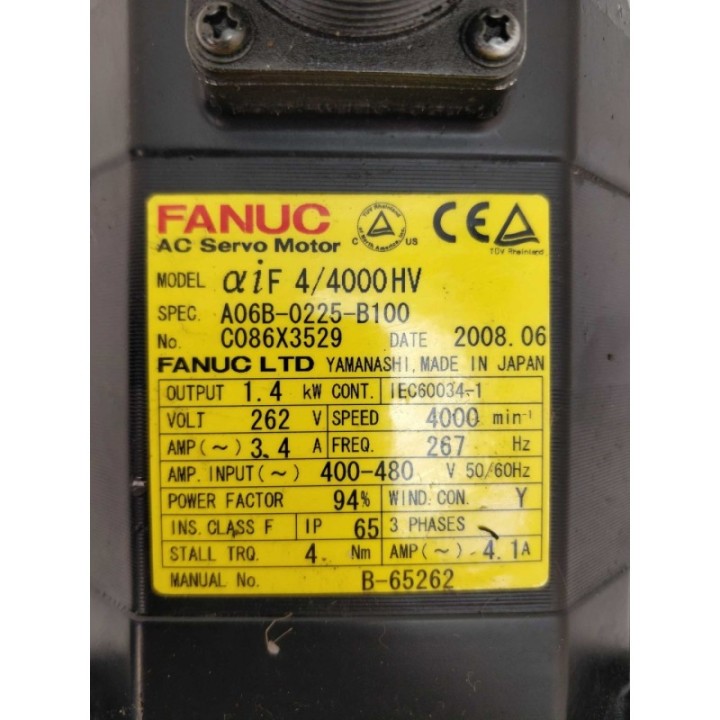 FANUC
AC Servo Motor
C US
CE
TÜV Rheinland
MODEL αiF 4/4000HV
SPEC. A06B-0225-B100
No. C086X3529 DATE 2008.06
FANUC LTD YAMANASHI, MADE IN JAPAN
OUTPUT 1.4 kW CONT. IEC60034-1
VOLT 262 V SPEED 4000 min-1
AMP(~) 3.4 A FREQ. 267 Hz
AMP. INPUT(~) 400-480 V 50/60Hz
POWER FACTOR 94% WIND. CON. Y
INS. CLASS F IP 65 3 PHASES
STALL TRQ. 4. Nm AMP(~) 4.1A
MANUAL No. B-65262